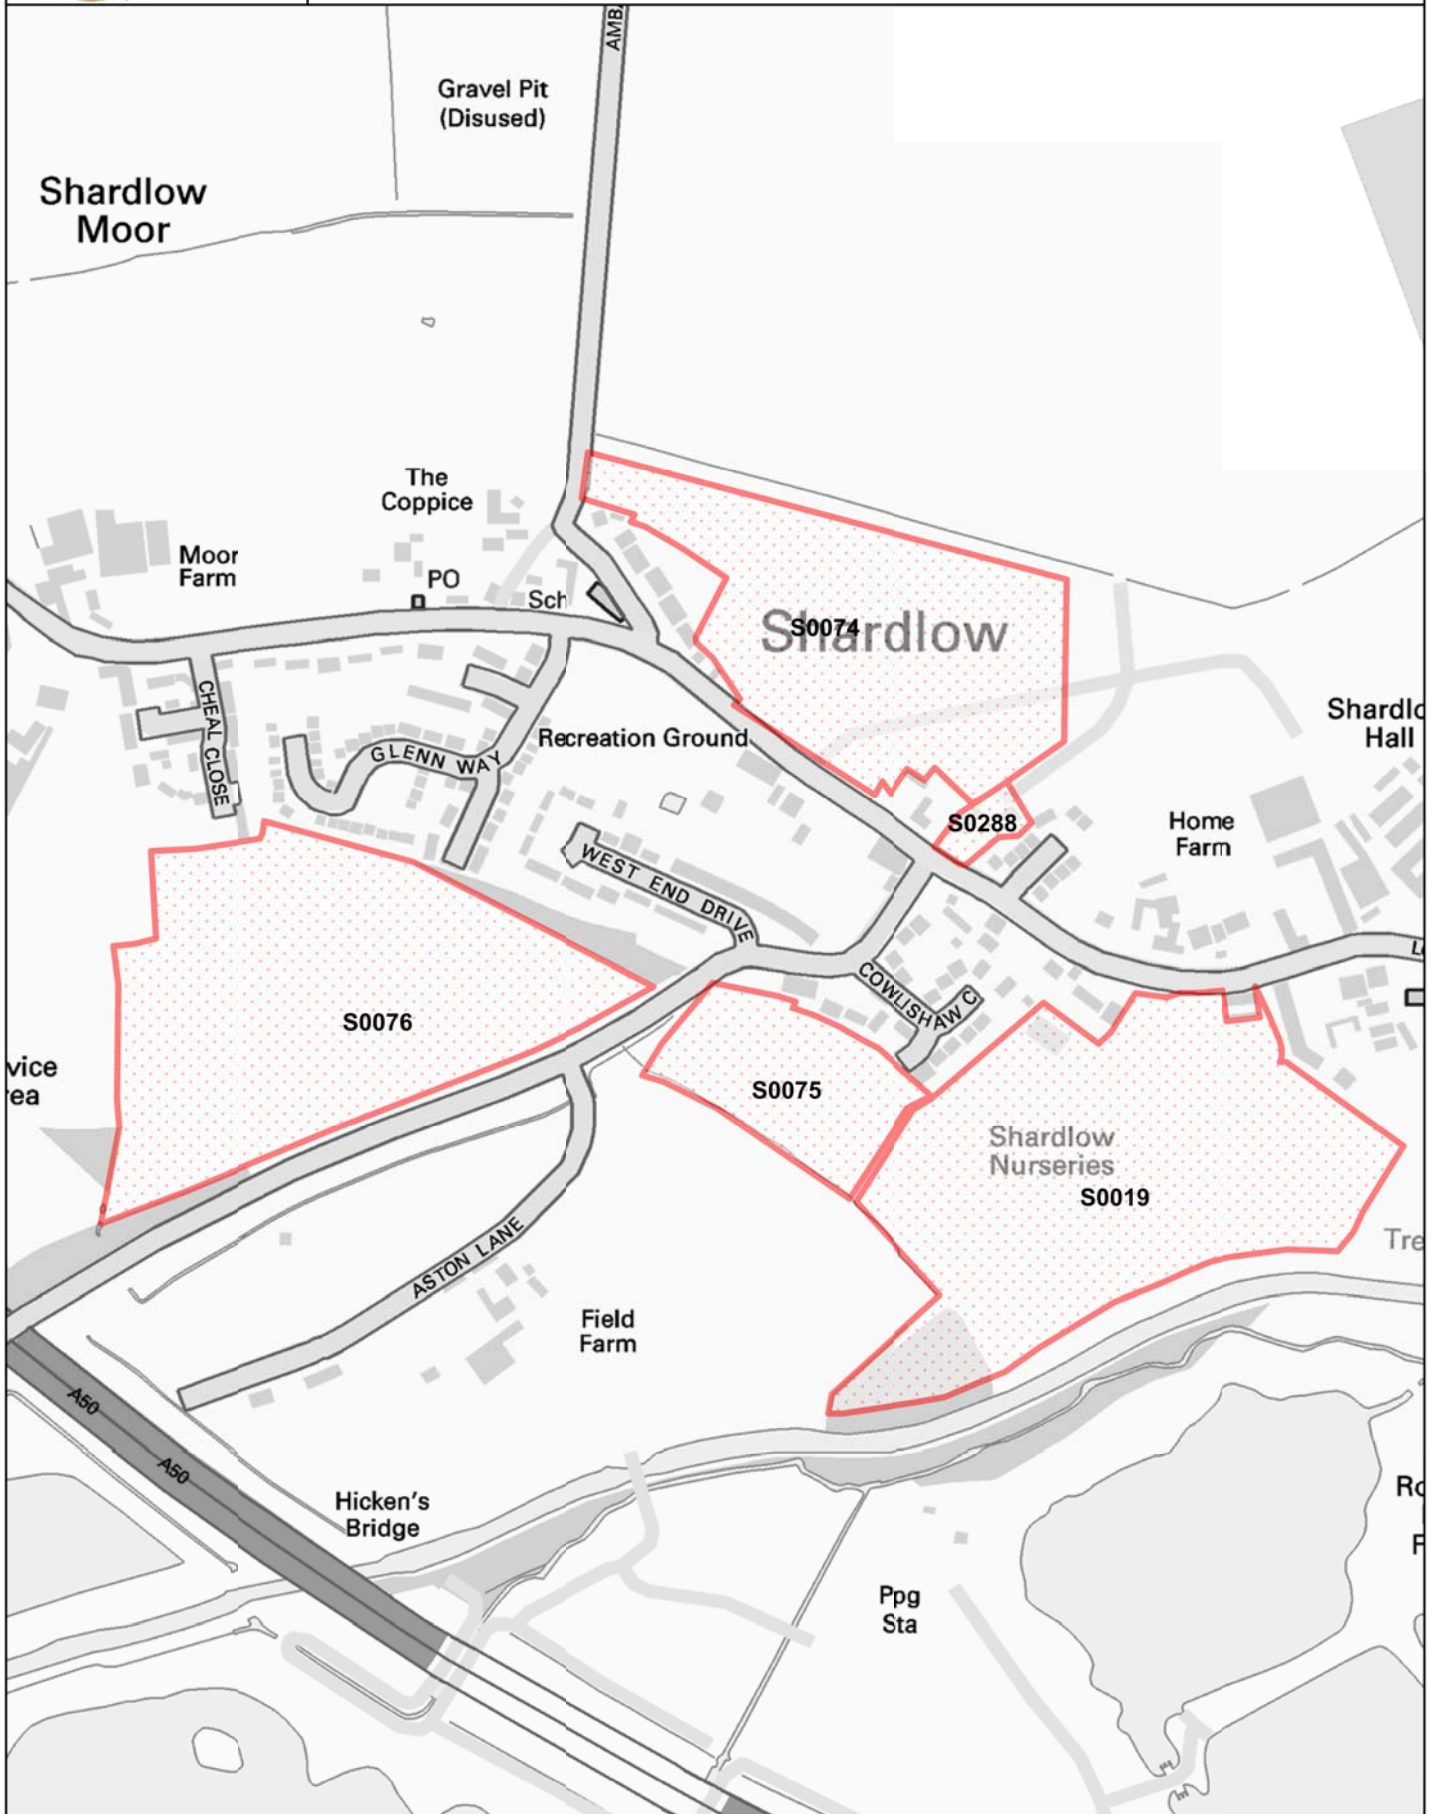 AMB
Gravel Pit
(Disused)
Shardlow
Moor
The
Coppice
Moor
Farm
PO
Sch
Shardlow
S0074
CHEAL CLOSE
GLENN WAY
Recreation Ground
Shardlo
Hall
S0288
Home
Farm
WEST END DRIVE
COWLISHAW C
S0076
vice
rea
S0075
Shardlow
Nurseries
S0019
Tre
ASTON LANE
Field
Farm
A50
A50
Hicken's
Bridge
Ppg
Sta